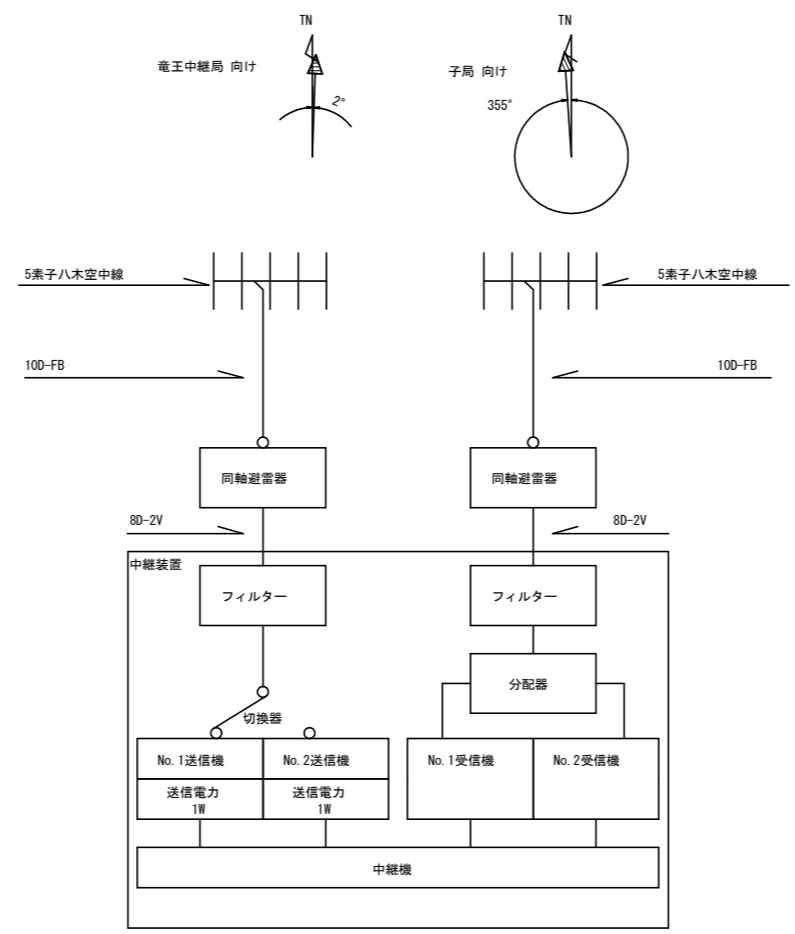 TN
TN
竜王中継局 向け
子局 向け
2°
355°
5素子八木空中線
5素子八木空中線
10D-FB
10D-FB
同軸避雷器
同軸避雷器
8D-2V
8D-2V
中継装置
フィルター
フィルター
分配器
切換器
No.1送信機
No.2送信機
No.1受信機
No.2受信機
送信電力
1W
送信電力
1W
中継機